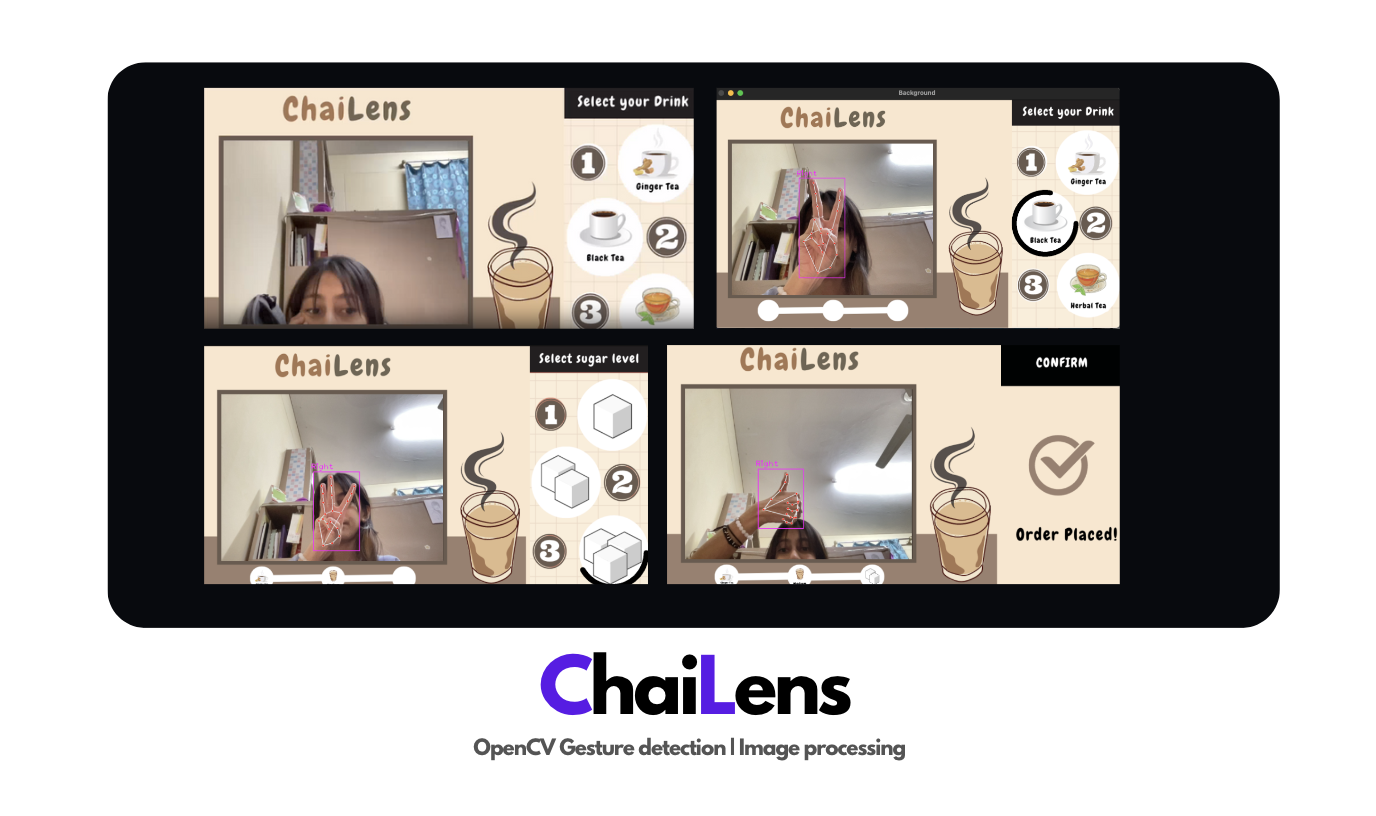 ChaiLens
Select your Drink
1
Ginger Tea
Black Tea
2
3
Background
ChaiLens
Select your Drink
1
Ginger Tea
Black Tea
2
3
Herbal Tea
ChaiLens
Select sugar level
Right
1
2
3
ChaiLens
CONFIRM
Right
Order Placed!
ChaiLens
OpenCV Gesture detection | Image processing